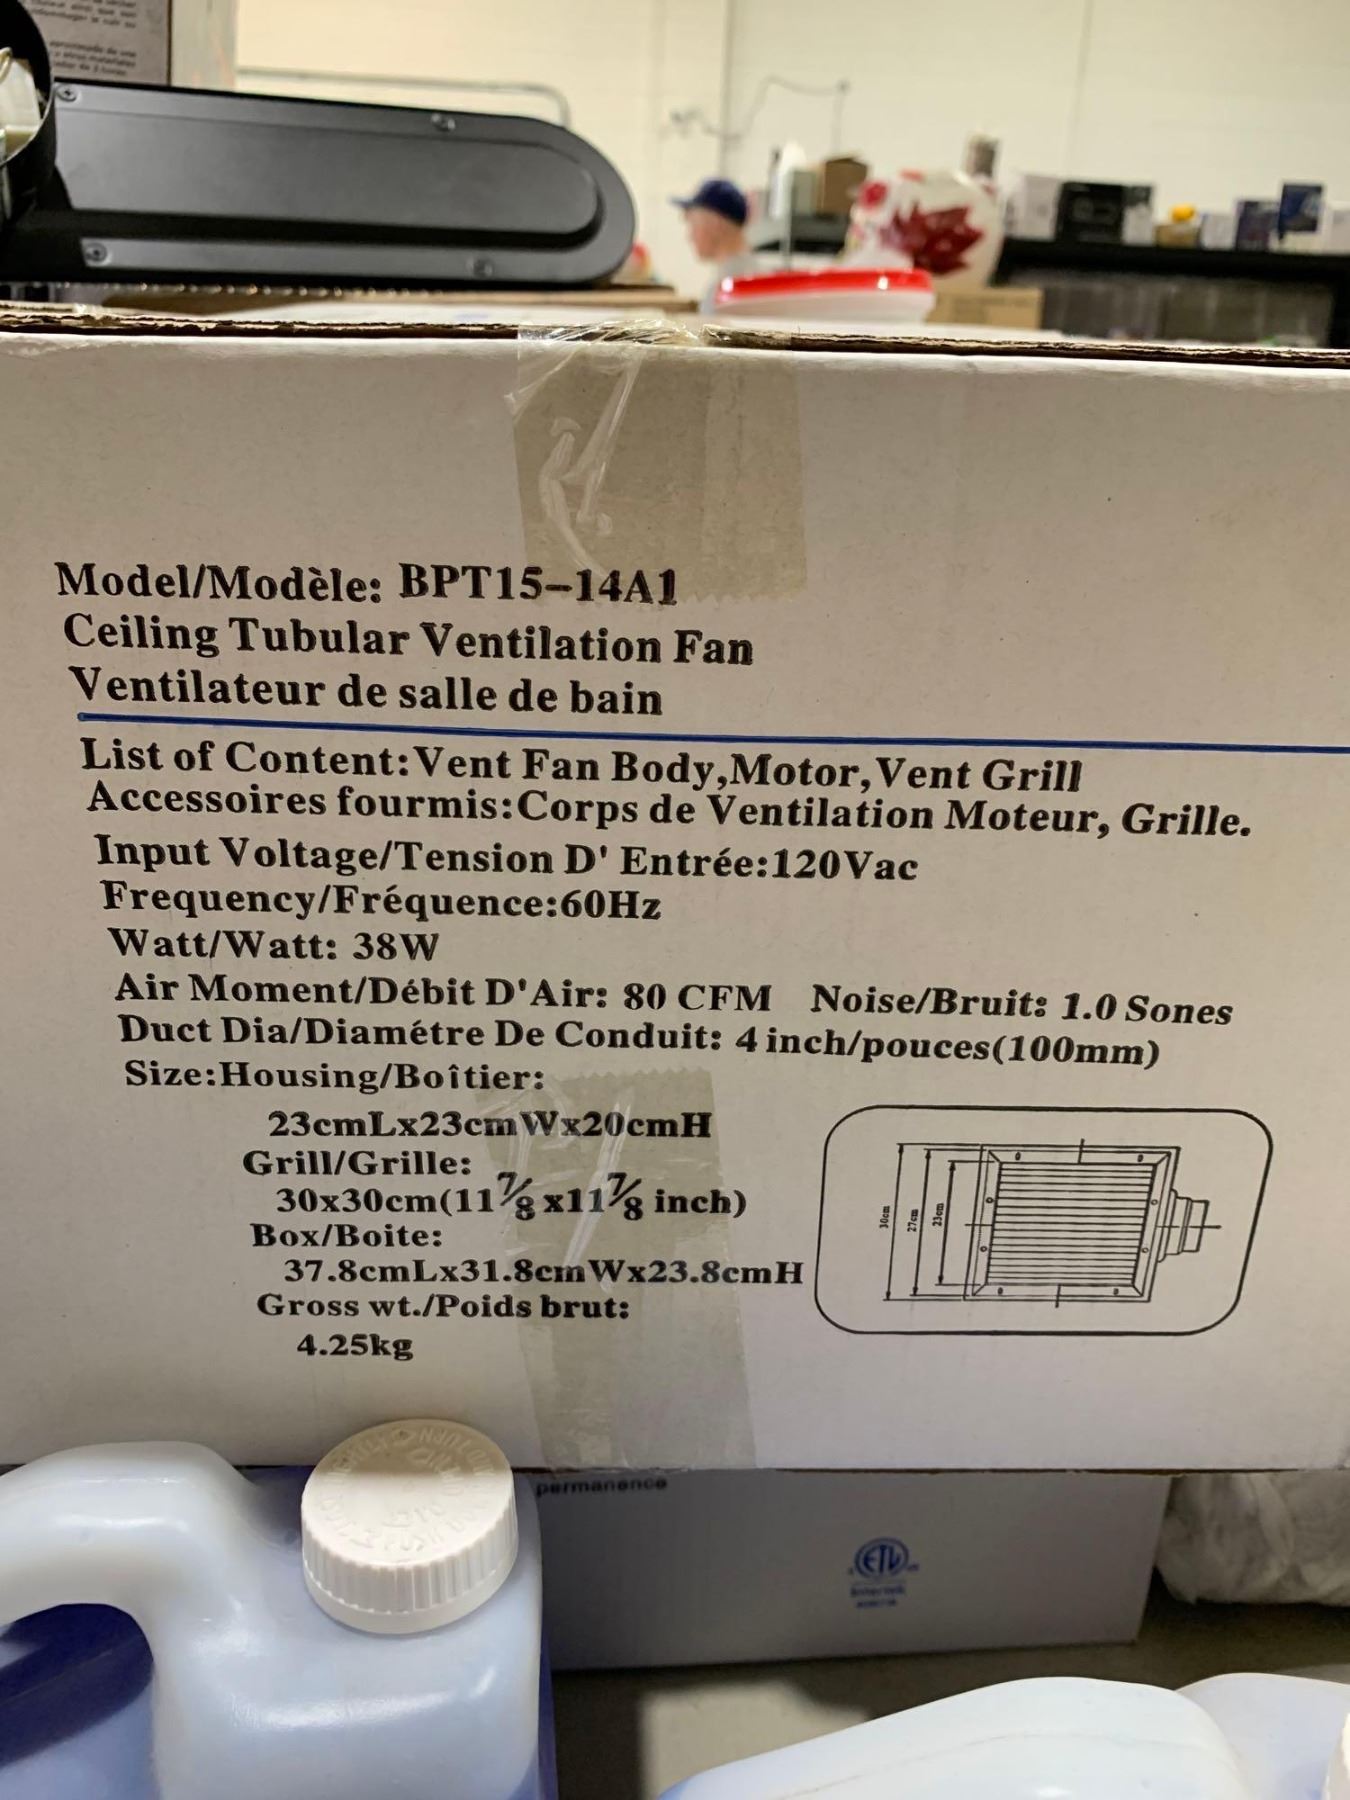 Model/Modèle: BPT15-14A1
Ceiling Tubular Ventilation Fan
Ventilateur de salle de bain
List of Content:Vent Fan Body,Motor,Vent Grill
Accessoires fourmis:Corps de Ventilation Moteur, Grille.
Input Voltage/Tension D' Entrée:120Vac
Frequency/Fréquence:60Hz
Watt/Watt: 38W
Air Moment/Débit D'Air: 80 CFM Noise/Bruit: 1.0 Sones
Duct Dia/Diamétre De Conduit: 4 inch/pouces(100mm)
Size:Housing/Boîtier:
23cmLx23cmWx20cmH
Grill/Grille:
30x30cm(11⅞x11⅞ inch)
Box/Boite:
37.8cmLx31.8cmWx23.8cmH
Gross wt./Poids brut:
4.25kg
30cm
27cm
23cm
permanence
ETL
Intertek